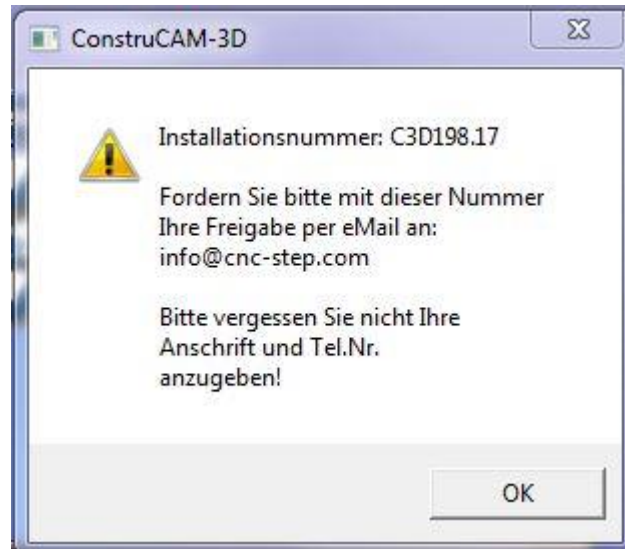 ConstruCAM-3D
Installationsnummer: C3D198.17
Fordern Sie bitte mit dieser Nummer
Ihre Freigabe per eMail an:
info@cnc-step.com
Bitte vergessen Sie nicht Ihre
Anschrift und Tel.Nr.
anzugeben!
OK